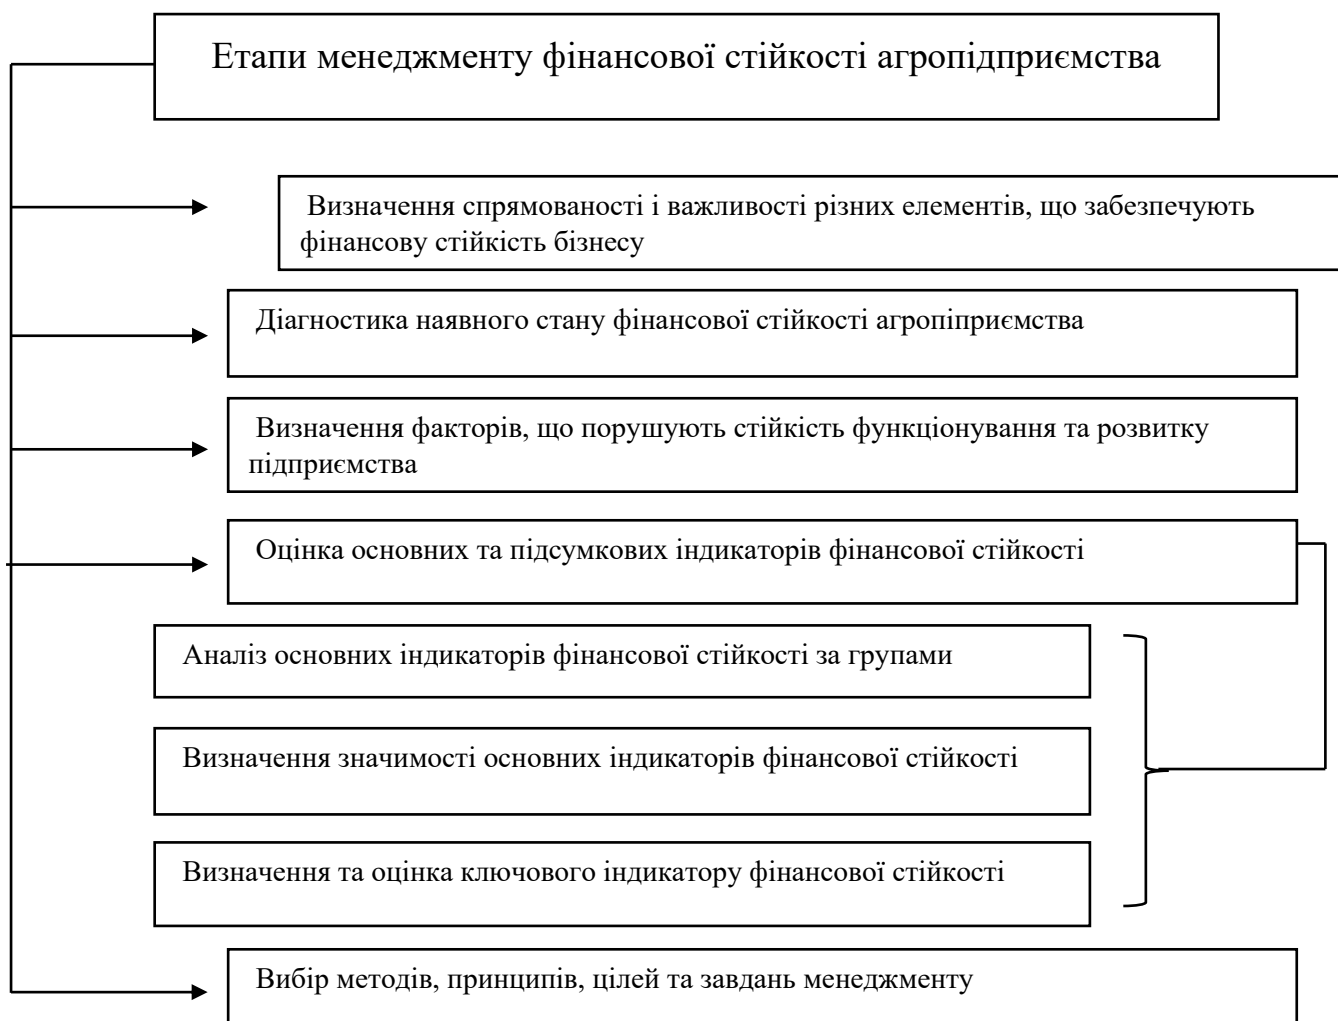 Етапи менеджменту фінансової стійкості агропідприємства
Визначення спрямованості і важливості різних елементів, що забезпечують
фінансову стійкість бізнесу
Діагностика наявного стану фінансової стійкості агропіприємства
Визначення факторів, що порушують стійкість функціонування та розвитку
підприємства
Оцінка основних та підсумкових індикаторів фінансової стійкості
Аналіз основних індикаторів фінансової стійкості за групами
Визначення значимості основних індикаторів фінансової стійкості
Визначення та оцінка ключового індикатору фінансової стійкості
Вибір методів, принципів, цілей та завдань менеджменту